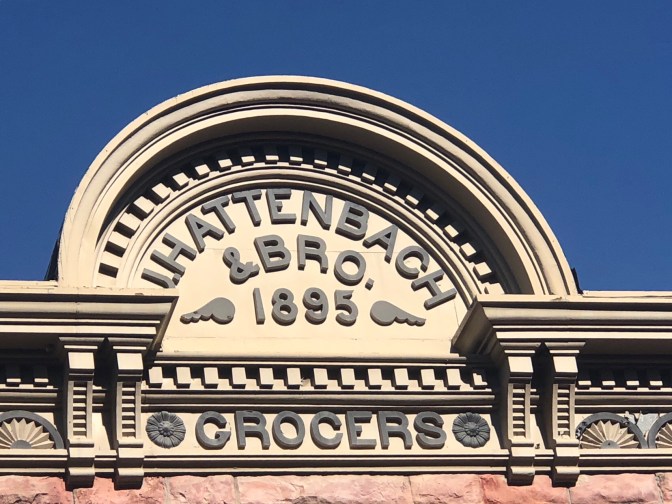 J.HATTENBACH
& BRO.
1895
GROCERS